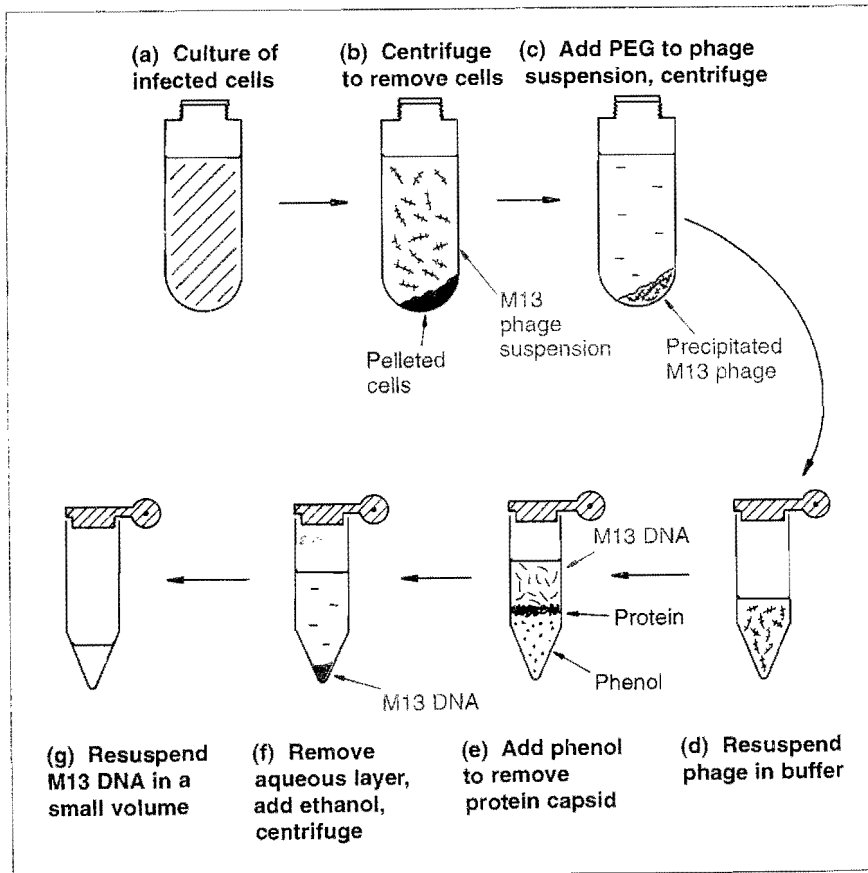 (a) Culture of
infected cells
(b) Centrifuge
to remove cells
(c) Add PEG to phage
suspension, centrifuge
M13
phage
suspension
Pelleted
cells
Precipitated
M13 phage
M13 DNA
Protein
Phenol
M13 DNA
(g) Resuspend
M13 DNA in a
small volume
(f) Remove
aqueous layer,
add ethanol,
centrifuge
(e) Add phenol
to remove
protein capsid
(d) Resuspend
phage in buffer